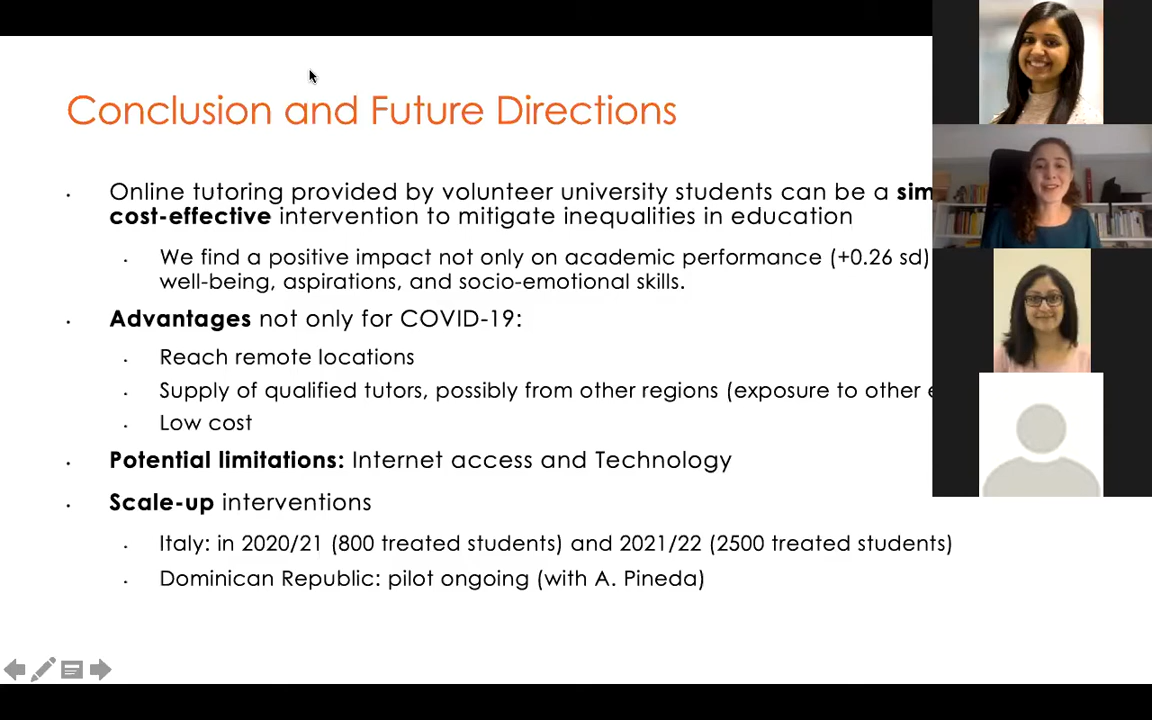 Conclusion and Future Directions
Online tutoring provided by volunteer university students can be a
cost-effective intervention to mitigate inequalities in education
We find a positive impact not only on academic performance (+0.26 sd)
well-being, aspirations, and socio-emotional skills.
Advantages not only for COVID-19:
Reach remote locations
Supply of qualified tutors, possibly from other regions (exposure to other
Low cost
Potential limitations: Internet access and Technology
Scale-up interventions
Italy: in 2020/21 (800 treated students) and 2021/22 (2500 treated students)
Dominican Republic: pilot ongoing (with A. Pineda)